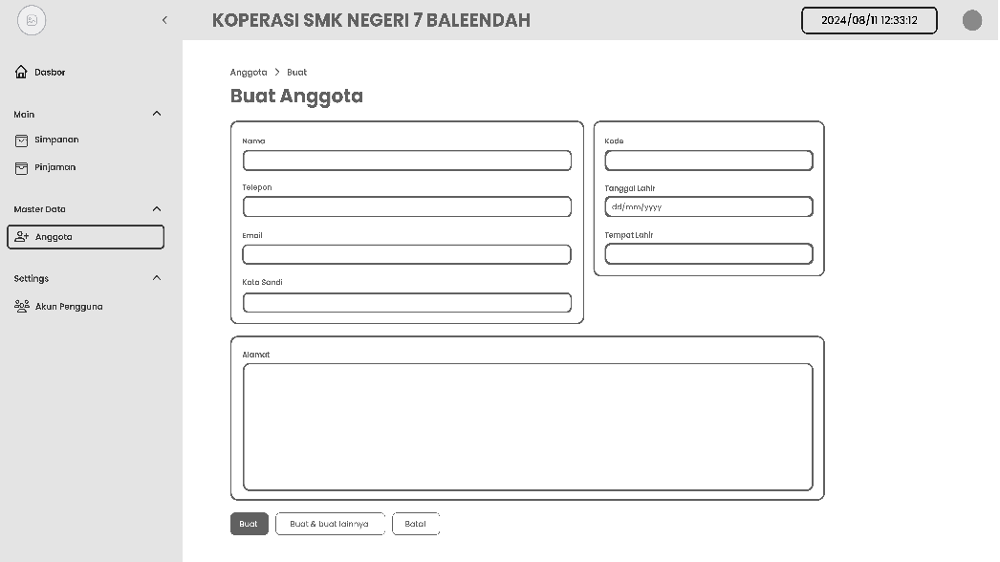 KOPERASI SMK NEGERI 7 BALEENDAH
2024/08/11 12:33:12
Dasbor
Main
Simpanan
Pinjaman
Master Data
Anggota
Settings
Akun Pengguna
Anggota > Buat
Buat Anggota
Nama
Telepon
Email
Kata Sandi
Kode
Tanggal Lahir
dd/mm/yyyy
Tempat Lahir
Alamat
Buat
Buat & buat lainnya
Batal